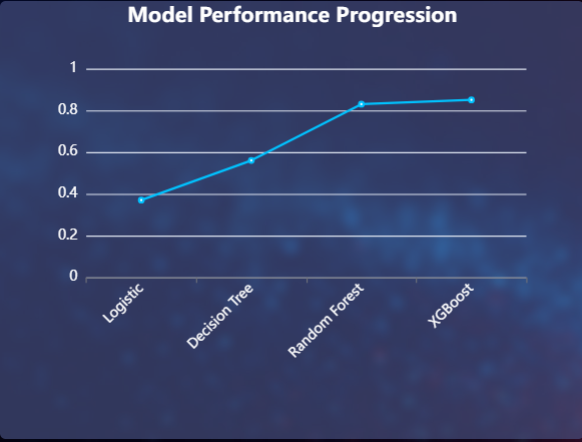 Model Performance Progression
1
0.8
0.6
0.4
0.2
0
Logistic
Decision Tree
Random Forest
XGBoost